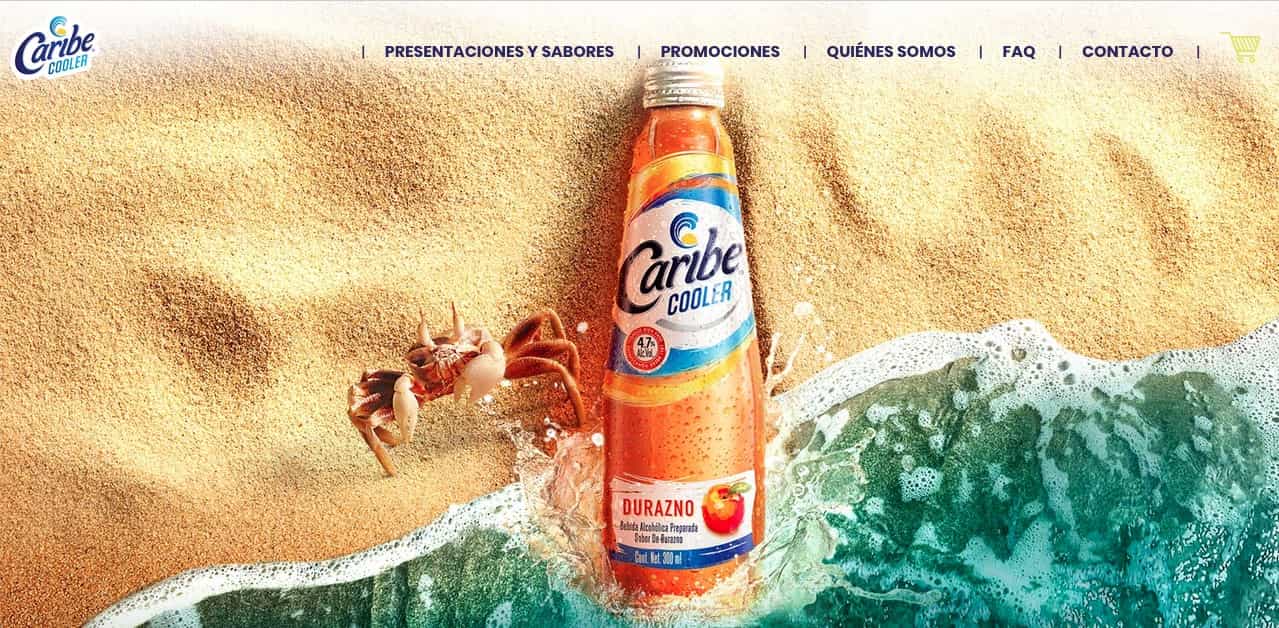 Caribe
COOLER
| PRESENTACIONES Y SABORES | PROMOCIONES | QUIÉNES SOMOS | FAQ | CONTACTO |
Caribe
COOLER
4.7%
Alc.Vol.
DURAZNO
Bebida Alcohólica Preparada
Sabor De Durazno
Cont. Net. 300 ml